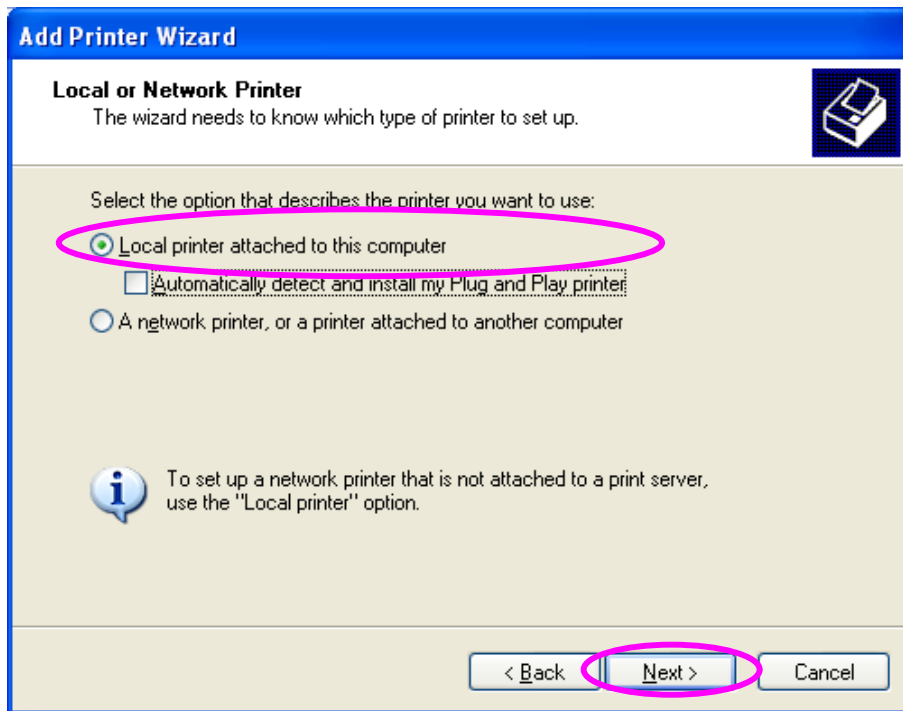 Add Printer Wizard
Local or Network Printer
The wizard needs to know which type of printer to set up.
Select the option that describes the printer you want to use:
Local printer attached to this computer
Automatically detect and install my Plug and Play printer
A network printer, or a printer attached to another computer
To set up a network printer that is not attached to a print server,
use the "Local printer" option.
< Back Next > Cancel